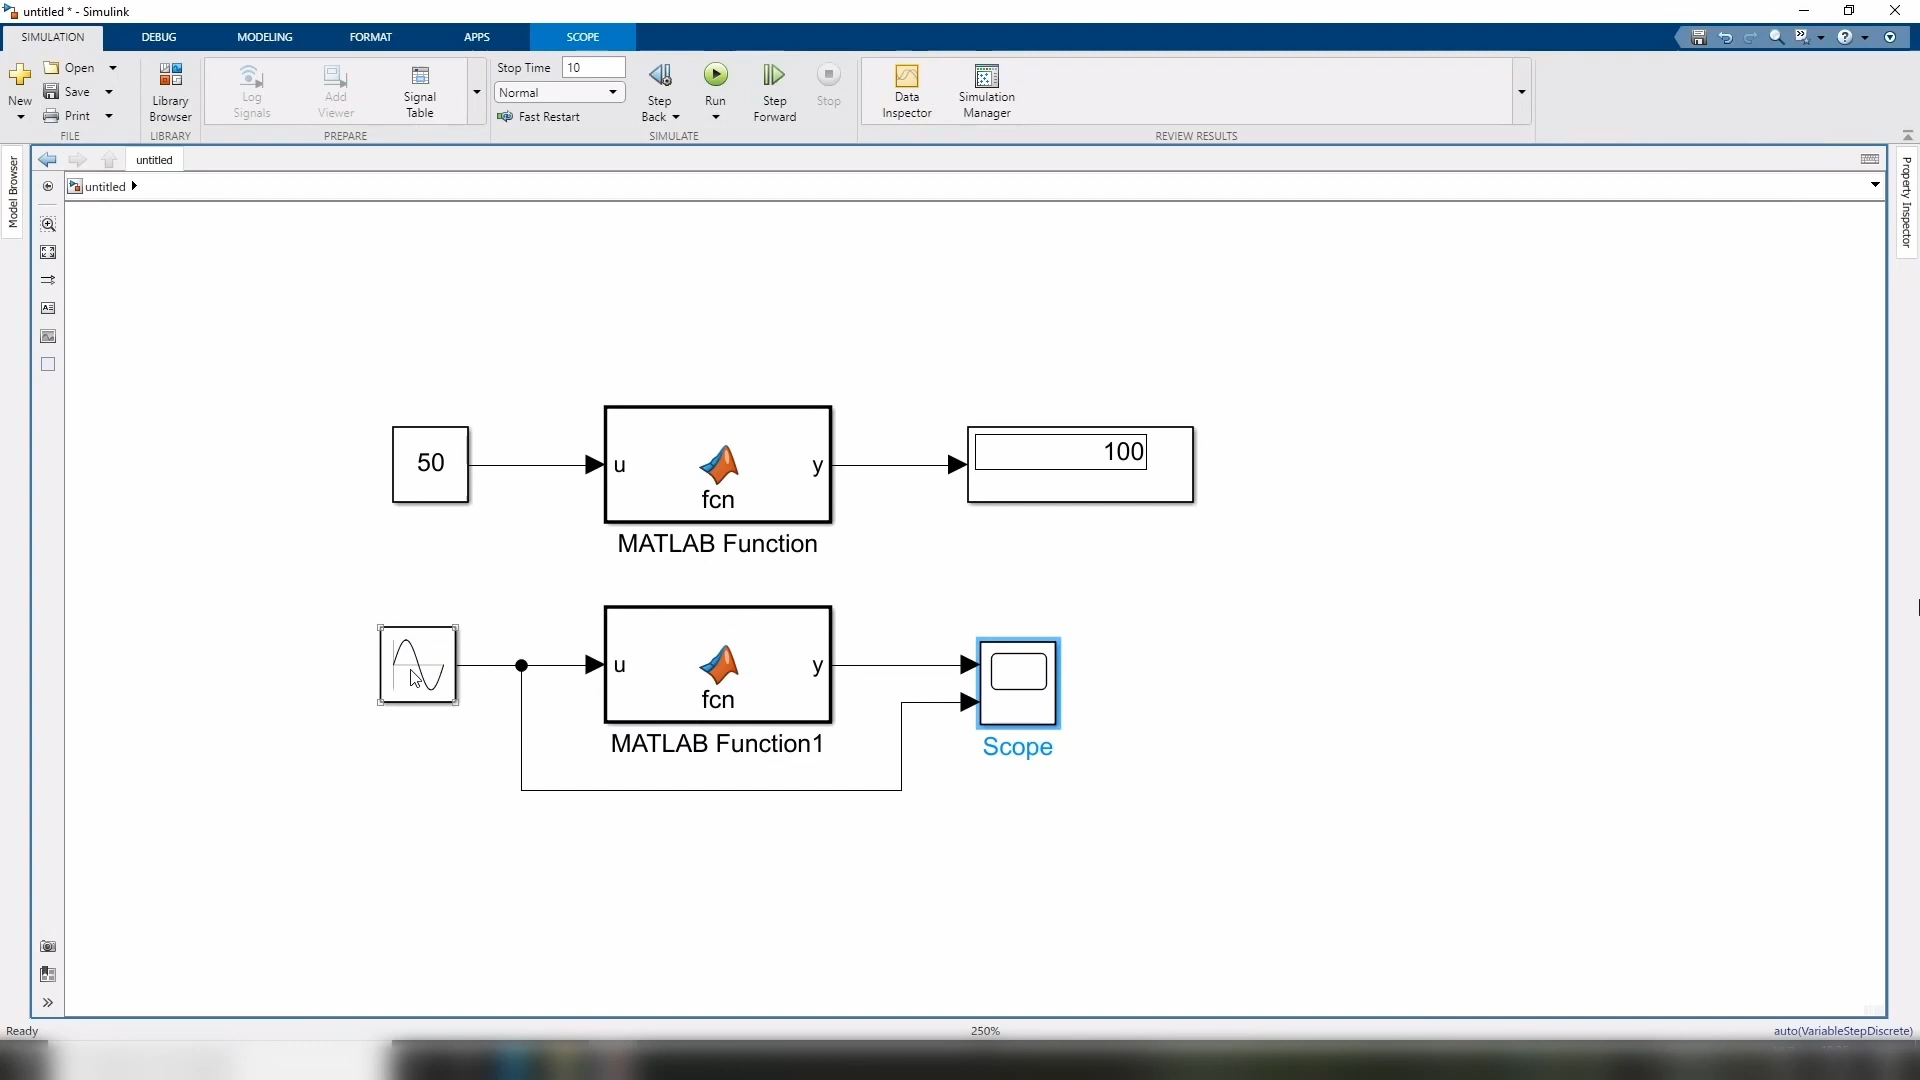 untitled * - Simulink
SIMULATION DEBUG MODELING FORMAT APPS SCOPE
New
Open
Save
Print
FILE
Library
Browser
LIBRARY
Log
Signals
Add
Viewer
Signal
Table
PREPARE
Stop Time 10
Normal
Fast Restart
Step
Back
Run
Step
Forward
Stop
SIMULATE
Data
Inspector
Simulation
Manager
REVIEW RESULTS
Model Browser
Property Inspector
untitled
untitled
50
u
y
fcn
MATLAB Function
100
u
y
fcn
MATLAB Function1
Scope
Ready
250%
auto(VariableStepDiscrete)